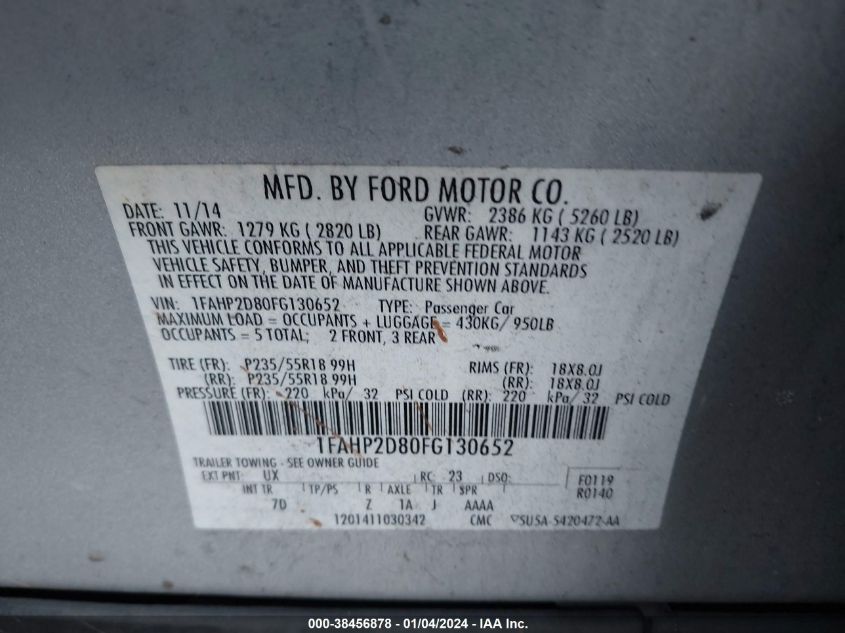 MFD. BY FORD MOTOR CO.
DATE: 11/14 GVWR: 2386 KG ( 5260 LB)
FRONT GAWR: 1279 KG ( 2820 LB) REAR GAWR: 1143 KG ( 2520 LB)
THIS VEHICLE CONFORMS TO ALL APPLICABLE FEDERAL MOTOR
VEHICLE SAFETY, BUMPER, AND THEFT PREVENTION STANDARDS
IN EFFECT ON THE DATE OF MANUFACTURE SHOWN ABOVE.
VIN: 1FAHP2D80FG130652 TYPE: Passenger Car
MAXIMUM LOAD = OCCUPANTS + LUGGAGE = 430KG/ 950LB
OCCUPANTS = 5 TOTAL; 2 FRONT, 3 REAR
TIRE (FR): P235/55R18 99H RIMS (FR): 18X8.0J
(RR): P235/55R18 99H (RR): 18X8.0J
PRESSURE (FR): 220 kPa/ 32 PSI COLD (RR): 220 kPa/ 32 PSI COLD
1FAHP2D80FG130652
TRAILER TOWING - SEE OWNER GUIDE
EXT PNT: UX RC: 23 DSO: F0119
INT TR TP/PS R AXLE TR SPR R0140
7D Z 1A J AAAA
1201411030342 CMC 5U5A-5420472-AA
000-38456878 - 01/04/2024 - IAA Inc.